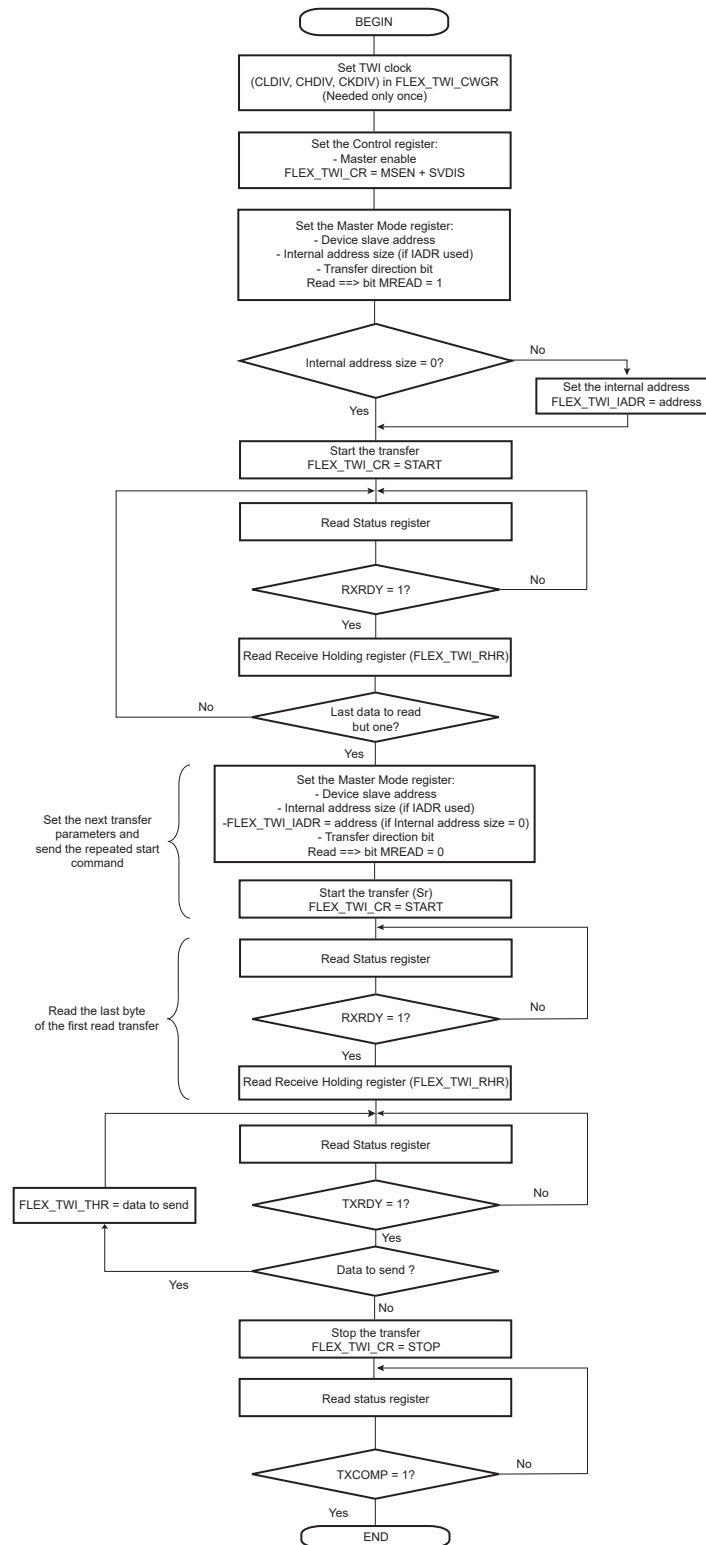 BEGIN
Set TWI clock
(CLDIV, CHDIV, CKDIV) in FLEX_TWI_CWGR
(Needed only once)
Set the Control register:
- Master enable
FLEX_TWI_CR = MSEN + SVDIS
Set the Master Mode register:
- Device slave address
- Internal address size (if IADR used)
- Transfer direction bit
Read ==> bit MREAD = 1
Internal address size = 0?
No
Set the internal address
FLEX_TWI_IADR = address
Yes
Start the transfer
FLEX_TWI_CR = START
Read Status register
RXRDY = 1?
No
Yes
Read Receive Holding register (FLEX_TWI_RHR)
Last data to read
but one?
No
Yes
Set the next transfer
parameters and
send the repeated start
command
Set the Master Mode register:
- Device slave address
- Internal address size (if IADR used)
-FLEX_TWI_IADR = address (if Internal address size = 0)
- Transfer direction bit
Read ==> bit MREAD = 0
Start the transfer (Sr)
FLEX_TWI_CR = START
Read the last byte
of the first read transfer
Read Status register
RXRDY = 1?
No
Yes
Read Receive Holding register (FLEX_TWI_RHR)
Read Status register
FLEX_TWI_THR = data to send
TXRDY = 1?
No
Yes
Data to send ?
Yes
No
Stop the transfer
FLEX_TWI_CR = STOP
Read status register
TXCOMP = 1?
No
Yes
END